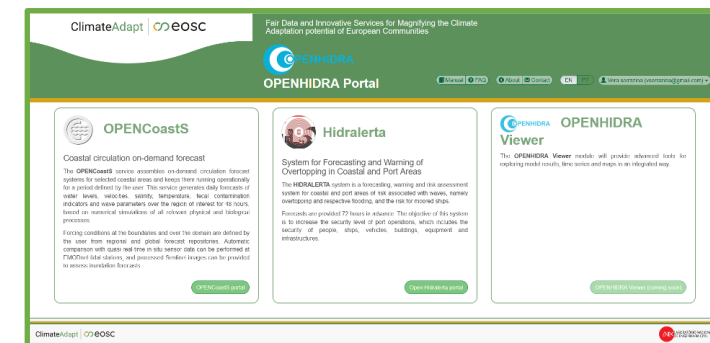 ClimateAdapt eosc
Fair Data and Innovative Services for Magnifying the Climate
Adaptation potential of European Communities
OPENHIDRA
OPENHIDRA Portal
Manual FAQ About Contact EN PT
OPENCoastS
Coastal circulation on-demand forecast
The OPENCoastS service assembles on-demand circulation forecast
systems for selected coastal areas and keeps them running operationally
for a period defined by the user. This service generates daily forecasts of
water levels, velocities, salinity, temperature, fecal contamination
indicators and wave parameters over the region of interest for 48 hours,
based on numerical simulations of all relevant physical and biological
processes.
Forcing conditions at the boundaries and over the domain are defined by
the user from regional and global forecast repositories. Automatic
comparison with quasi real-time in situ sensor data can be performed at
EMODnet tidal stations, and processed Sentinel images can be provided
to assess inundation forecasts.
OPENCoastS portal
Hidralerta
System for Forecasting and Warning of
Overtopping in Coastal and Port Areas
The HIDRALERTA system is a forecasting, warning and risk assessment
system for coastal and port areas of risk associated with waves, namely
overtopping and respective flooding, and the risk for moored ships.
Forecasts are provided 72 hours in advance. The objective of this system
is to increase the security level of port operations, which includes the
security of people, ships, vehicles, buildings, equipment and
infrastructures.
Open Hidralerta portal
OPENHIDRA OPENHIDRA
Viewer
The OPENHIDRA Viewer module will provide advanced tools for
exploring model results, time series and maps in an integrated way.
OPENHIDRA Viewer (coming soon)
ClimateAdapt eosc